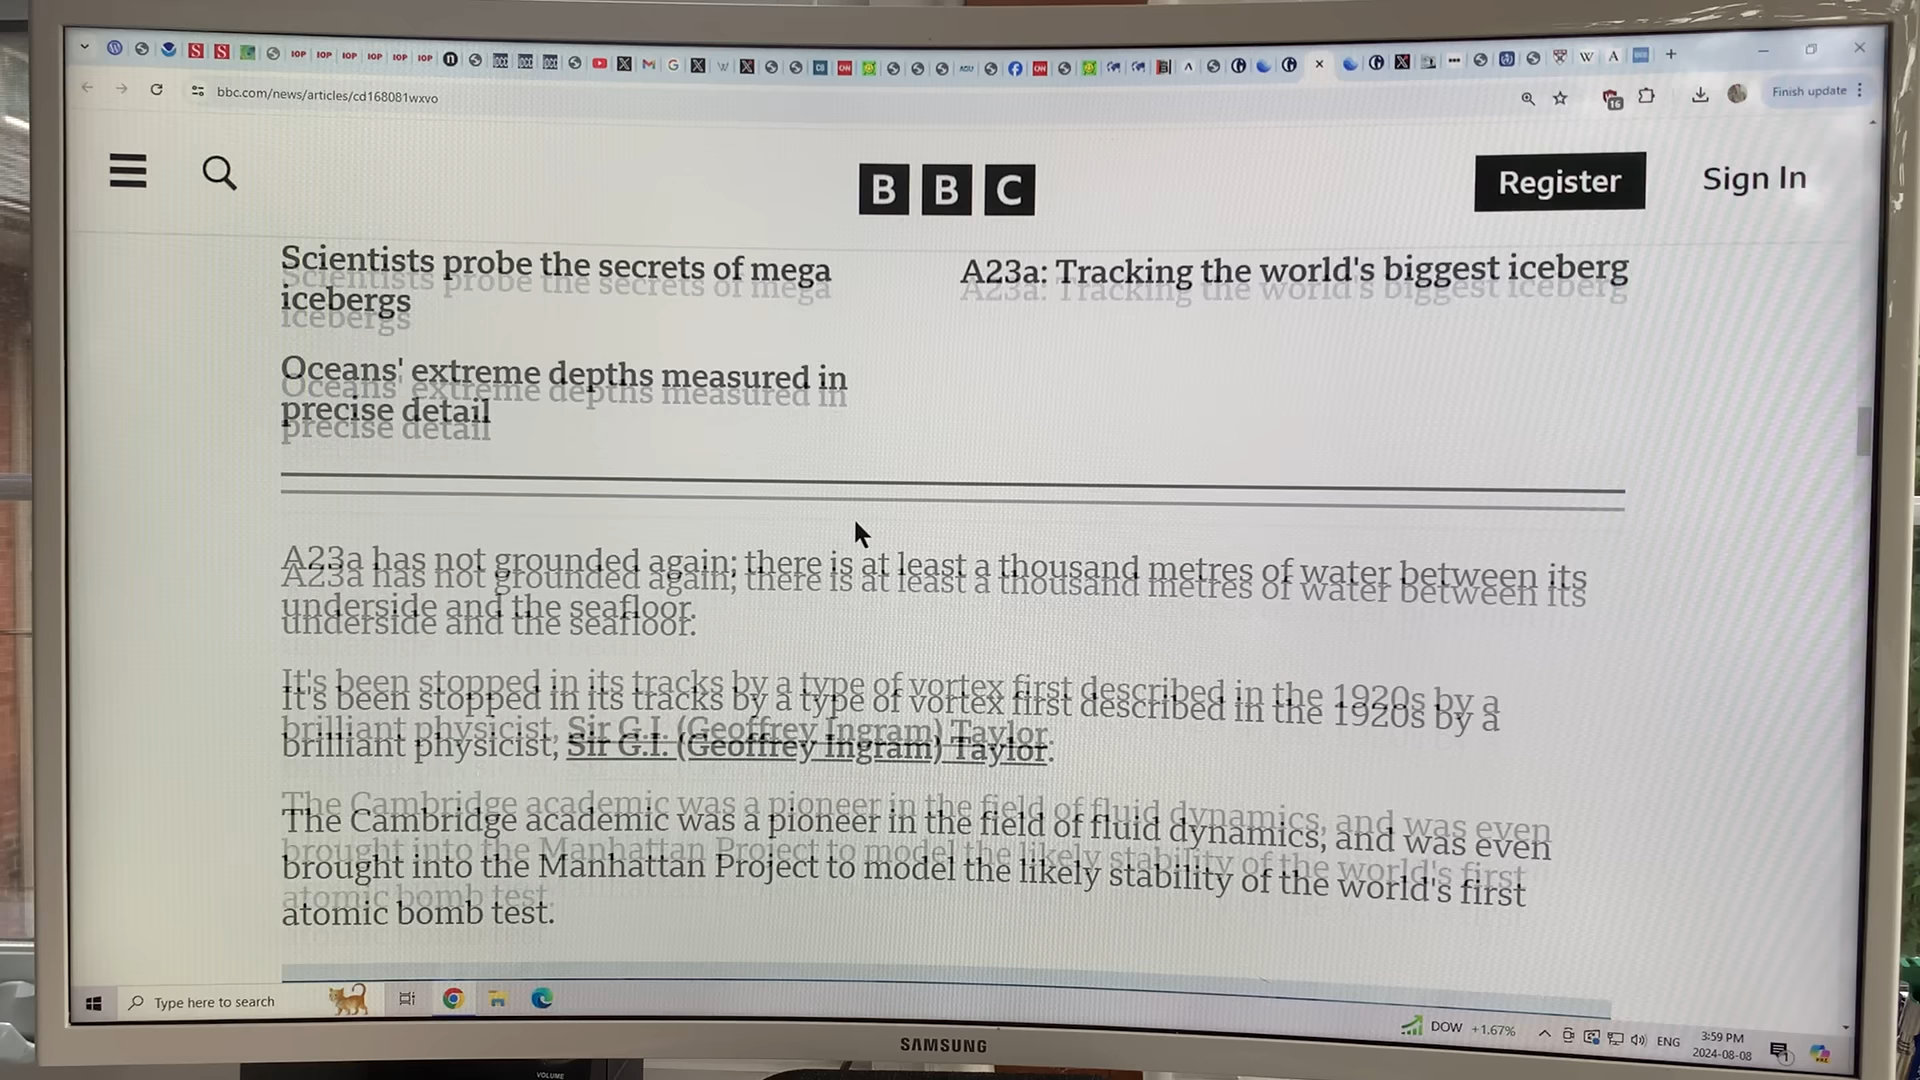 bbc.com/news/articles/cd168081wxvo
Finish update
BBC
Register
Sign In
Scientists probe the secrets of mega
icebergs
A23a: Tracking the world's biggest iceberg
Oceans' extreme depths measured in
precise detail
A23a has not grounded again; there is at least a thousand metres of water between its
underside and the seafloor.
It's been stopped in its tracks by a type of vortex first described in the 1920s by a
brilliant physicist, Sir G.I. (Geoffrey Ingram) Taylor.
The Cambridge academic was a pioneer in the field of fluid dynamics, and was even
brought into the Manhattan Project to model the likely stability of the world's first
atomic bomb test.
Type here to search
DOW +1.67%
ENG
3:59 PM
2024-08-08
SAMSUNG
VOLUME